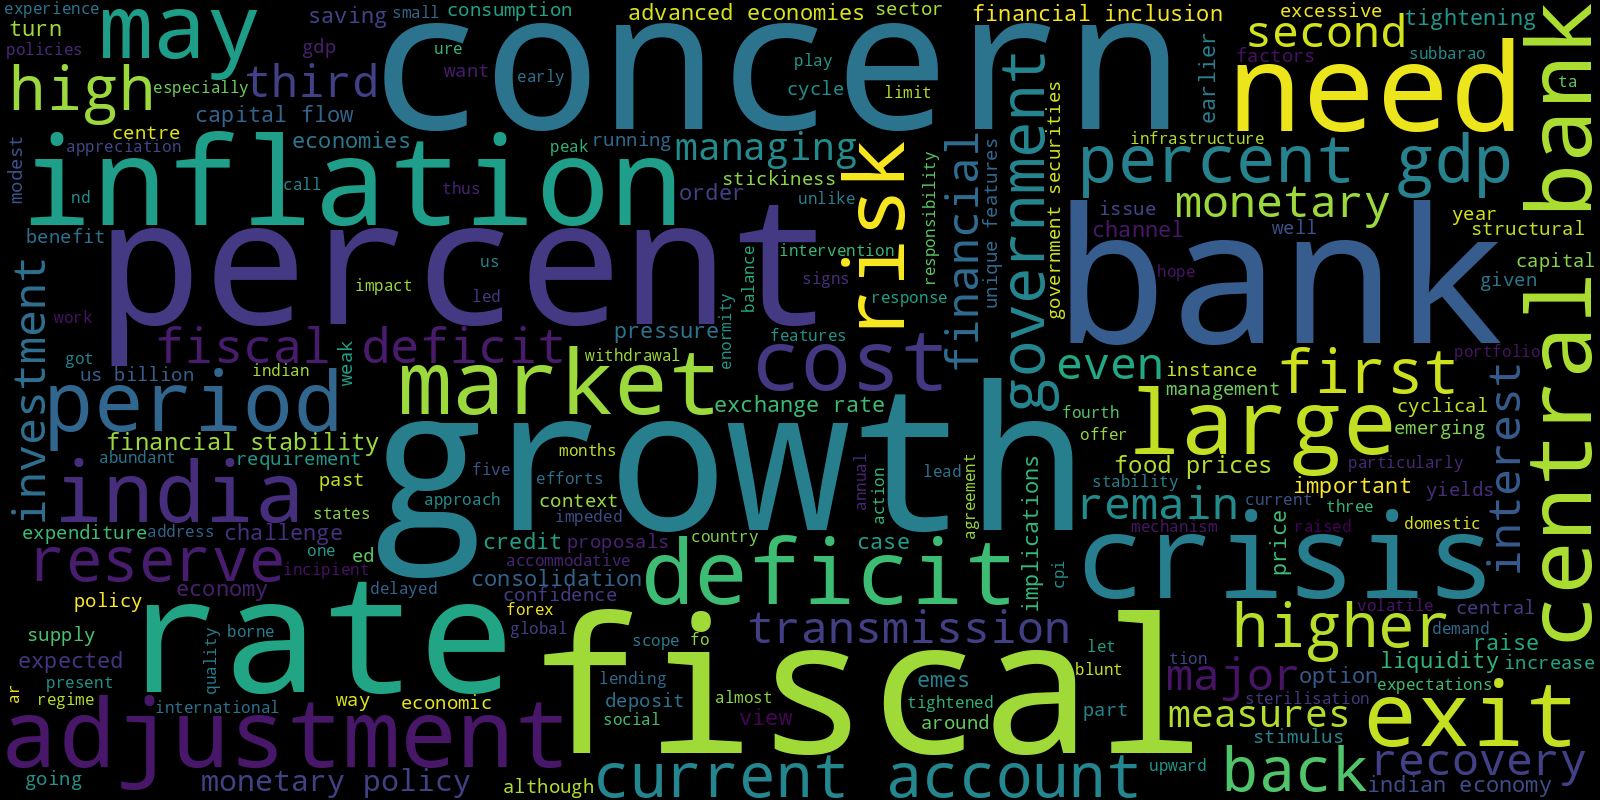 experience
may
saving
small
consumption
advanced economies
sector
financial inclusion
excessive
tightening
turn
policies
gdp
ure
concern
second
central bank
high
especially
third
want
early
play
cycle
limit
earlier
factors
subbarao
need
ta
capital flow
centre
appreciation
economies
peak
running
managing
risk
financial
government
government securities
infrastructure
percent gdp
modest
inflation
call
thus
stickiness
order
unlike
responsibility
unique features
monetary
nd
benefit
percent
us
led
intervention
signs
balance
response
issue
channel
well
year
structural
bank
hope
capital
given
investment
impact
work
fiscal deficit
pressure
enormity
features
cost
got
us billion
indian
weak
withdrawal
market
even
instance
management
first
portfolio
period
exchange rate
growth
fourth
offer
large
cyclical
emerging
interest
financial stability
abundant
requirement
months
five
efforts
lead
food prices
particularly
india
past
states
approach
context
impeded
annual
action
agreement
implications
stability
remain
important
yields
current
three
expenditure
address
challenge
credit
proposals
country
case
mechanism
raised
domestic
price
reserve
one
incipient
ed
accommodative
deficit
cpi
crisis
economy
delayed
consolidation
confidence
policy
rate
forex
global
transmission
volatile
central
supply
borne
quality
scope
fo
fiscal
let
higher
demand
raise
expected
present
lending
emes
blunt
tion
major
option
liquidity
increase
expectations
ar
regime
international
way
economic
deposit
social
almost
view
tightened
around
part
measures
sterilisation
exit
adjustment
stimulus
going
monetary policy
although
current account
upward
back
recovery
indian economy